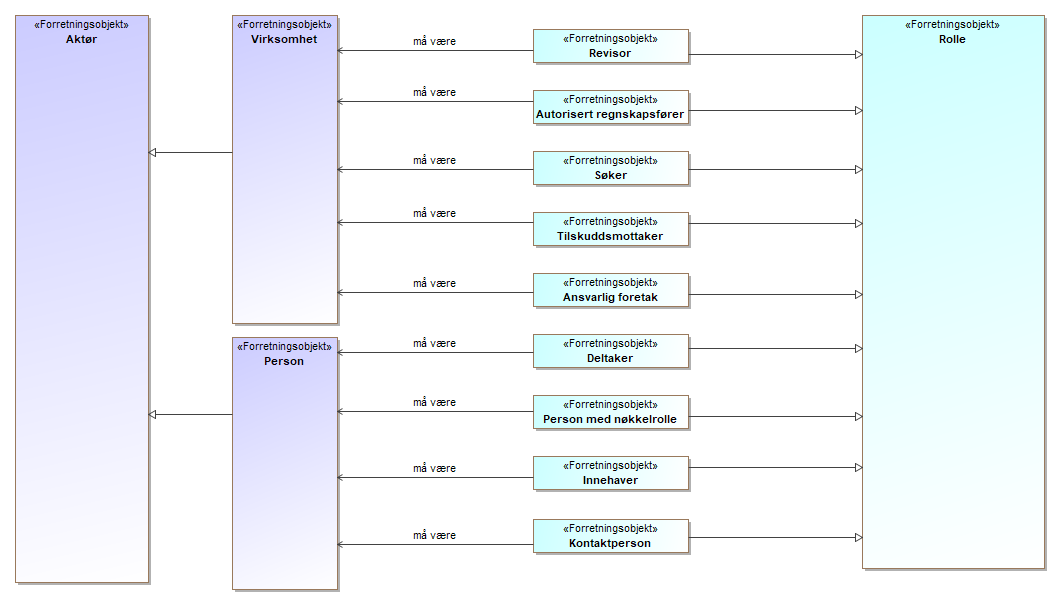 «Forretningsobjekt»
Aktør
«Forretningsobjekt»
Virksomhet
«Forretningsobjekt»
Person
må være
må være
må være
må være
må være
må være
må være
må være
må være
«Forretningsobjekt»
Revisor
«Forretningsobjekt»
Autorisert regnskapsfører
«Forretningsobjekt»
Søker
«Forretningsobjekt»
Tilskuddsmottaker
«Forretningsobjekt»
Ansvarlig foretak
«Forretningsobjekt»
Deltaker
«Forretningsobjekt»
Person med nøkkelrolle
«Forretningsobjekt»
Innehaver
«Forretningsobjekt»
Kontaktperson
«Forretningsobjekt»
Rolle